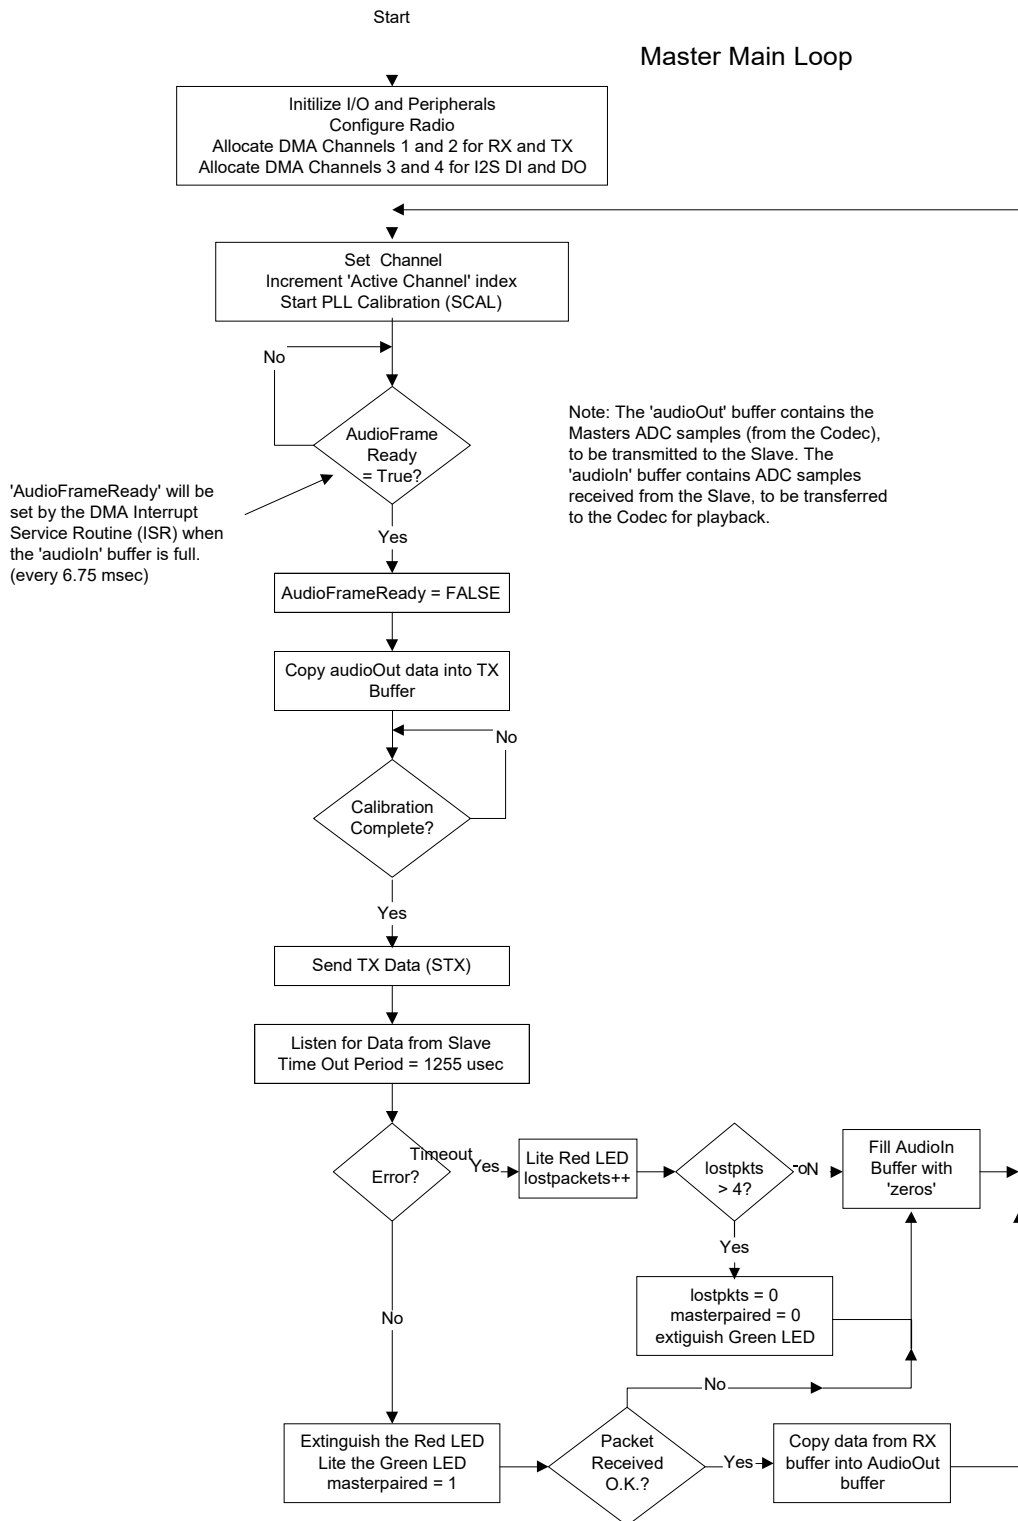 Start
Master Main Loop
Initilize I/O and Peripherals
Configure Radio
Allocate DMA Channels 1 and 2 for RX and TX
Allocate DMA Channels 3 and 4 for I2S DI and DO
Set  Channel
Increment 'Active Channel' index
Start PLL Calibration (SCAL)
No
AudioFrame
Ready
= True?
Note: The 'audioOut' buffer contains the
Masters ADC samples (from the Codec),
to be transmitted to the Slave. The
'audioIn' buffer contains ADC samples
received from the Slave, to be transferred
to the Codec for playback.
'AudioFrameReady' will be
set by the DMA Interrupt
Service Routine (ISR) when
the 'audioIn' buffer is full.
(every 6.75 msec)
Yes
AudioFrameReady = FALSE
Copy audioOut data into TX
Buffer
No
Calibration
Complete?
Yes
Send TX Data (STX)
Listen for Data from Slave
Time Out Period = 1255 usec
Timeout
Error?
Yes
Lite Red LED
lostpackets++
lostpkts
> 4?
No
Fill AudioIn
Buffer with
'zeros'
Yes
lostpkts = 0
masterpaired = 0
extiguish Green LED
No
No
Extinguish the Red LED
Lite the Green LED
masterpaired = 1
Packet
Received
O.K.?
Yes
Copy data from RX
buffer into AudioOut
buffer